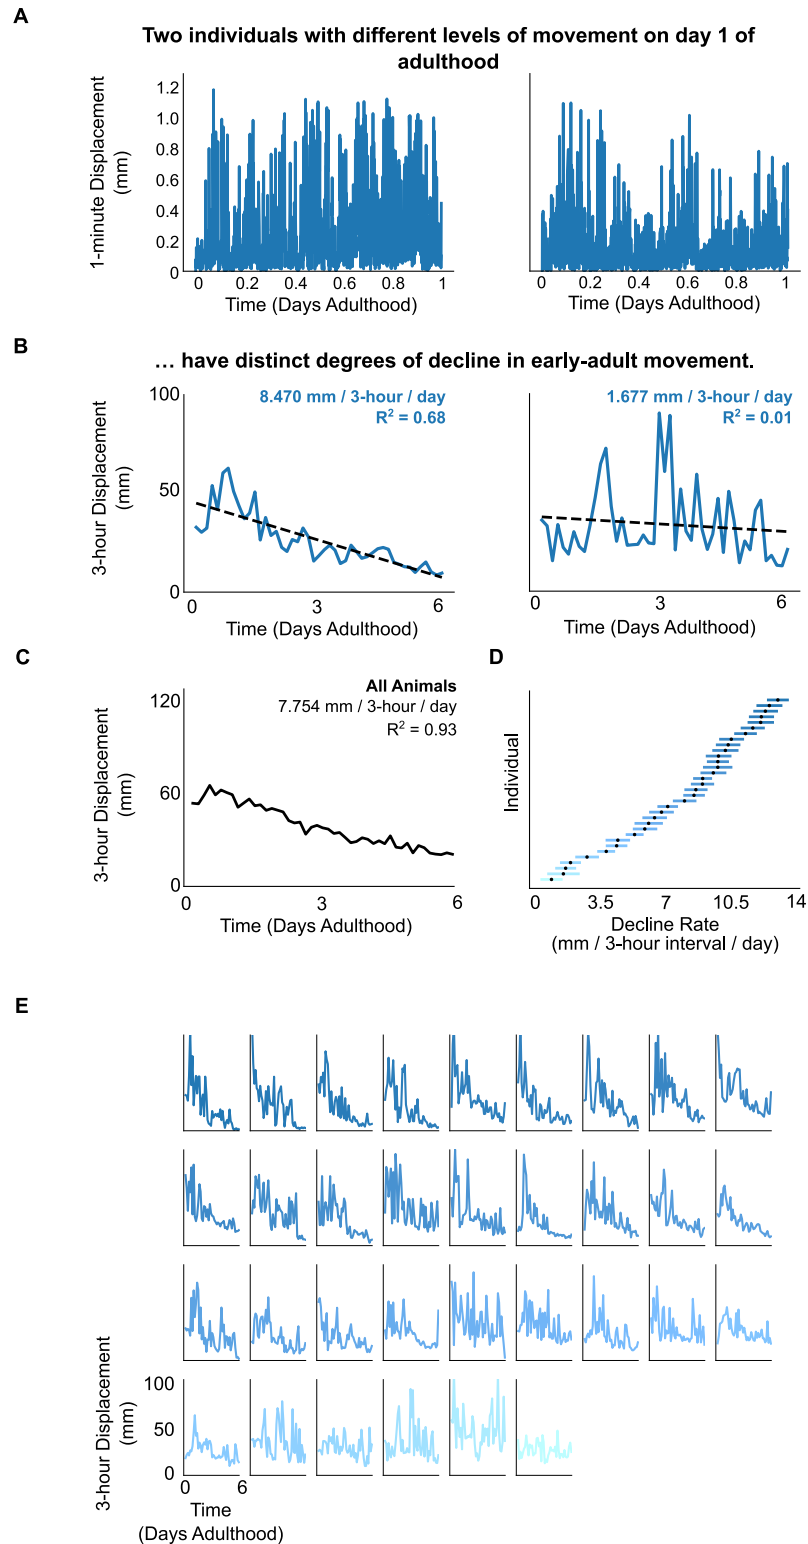 A
Two individuals with different levels of movement on day 1 of
adulthood
1-minute Displacement
(mm)
1.2
1.0
0.8
0.6
0.4
0.2
0
0 0.2 0.4 0.6 0.8 1
Time (Days Adulthood)
0 0.2 0.4 0.6 0.8 1
Time (Days Adulthood)
B
… have distinct degrees of decline in early-adult movement.
3-hour Displacement
(mm)
100
50
0
8.470 mm / 3-hour / day
R² = 0.68
0 3 6
Time (Days Adulthood)
1.677 mm / 3-hour / day
R² = 0.01
0 3 6
Time (Days Adulthood)
C
3-hour Displacement
(mm)
120
60
0
All Animals
7.754 mm / 3-hour / day
R² = 0.93
0 3 6
Time (Days Adulthood)
D
Individual
0 3.5 7 10.5 14
Decline Rate
(mm / 3-hour interval / day)
E
3-hour Displacement
(mm)
100
50
0
0 6
Time
(Days Adulthood)